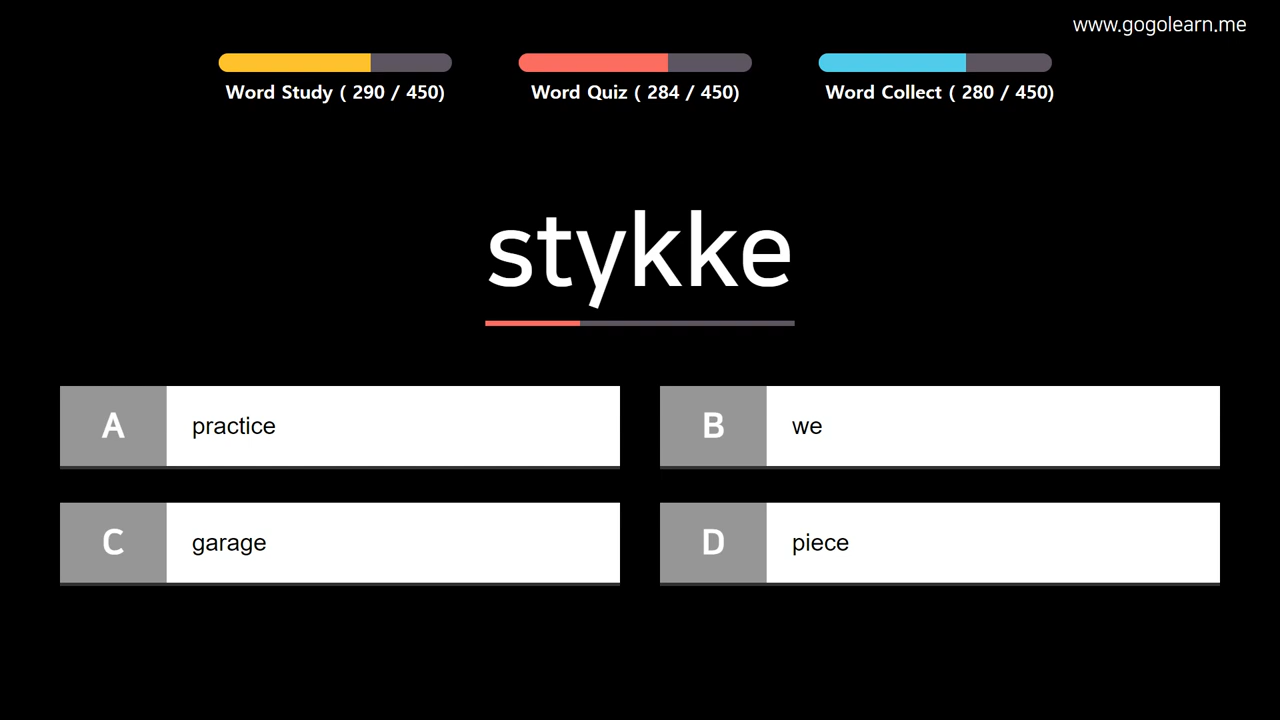 www.gogolearn.me
Word Study ( 290 / 450)
Word Quiz ( 284 / 450)
Word Collect ( 280 / 450)
stykke
A practice
B we
C garage
D piece